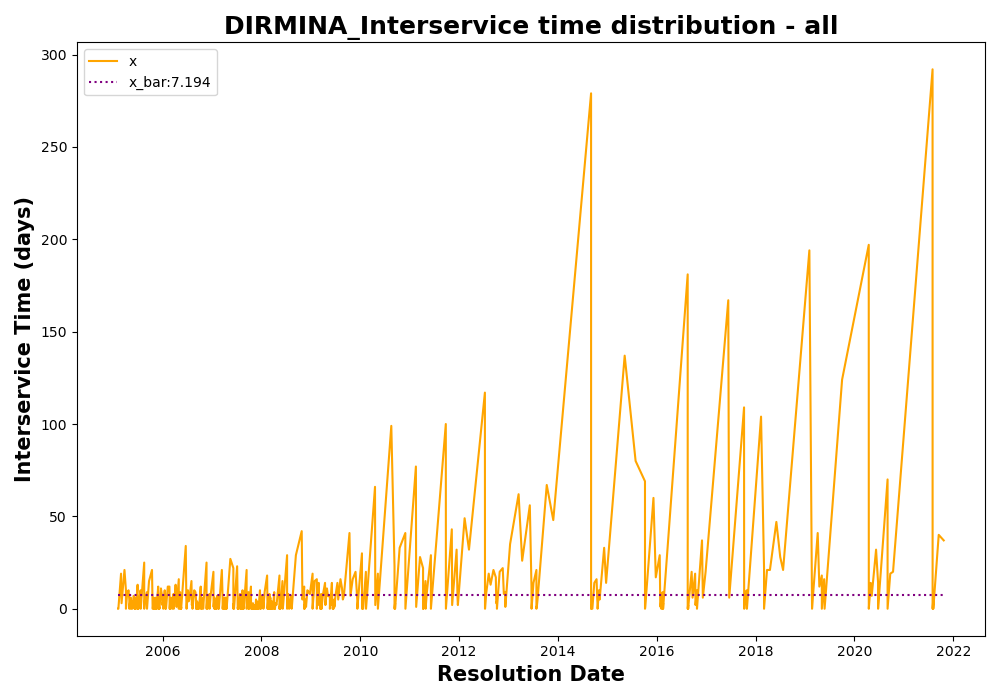 DIRMINA_Interservice time distribution - all
x
x_bar:7.194
Interservice Time (days)
300
250
200
150
100
50
0
2006 2008 2010 2012 2014 2016 2018 2020 2022
Resolution Date